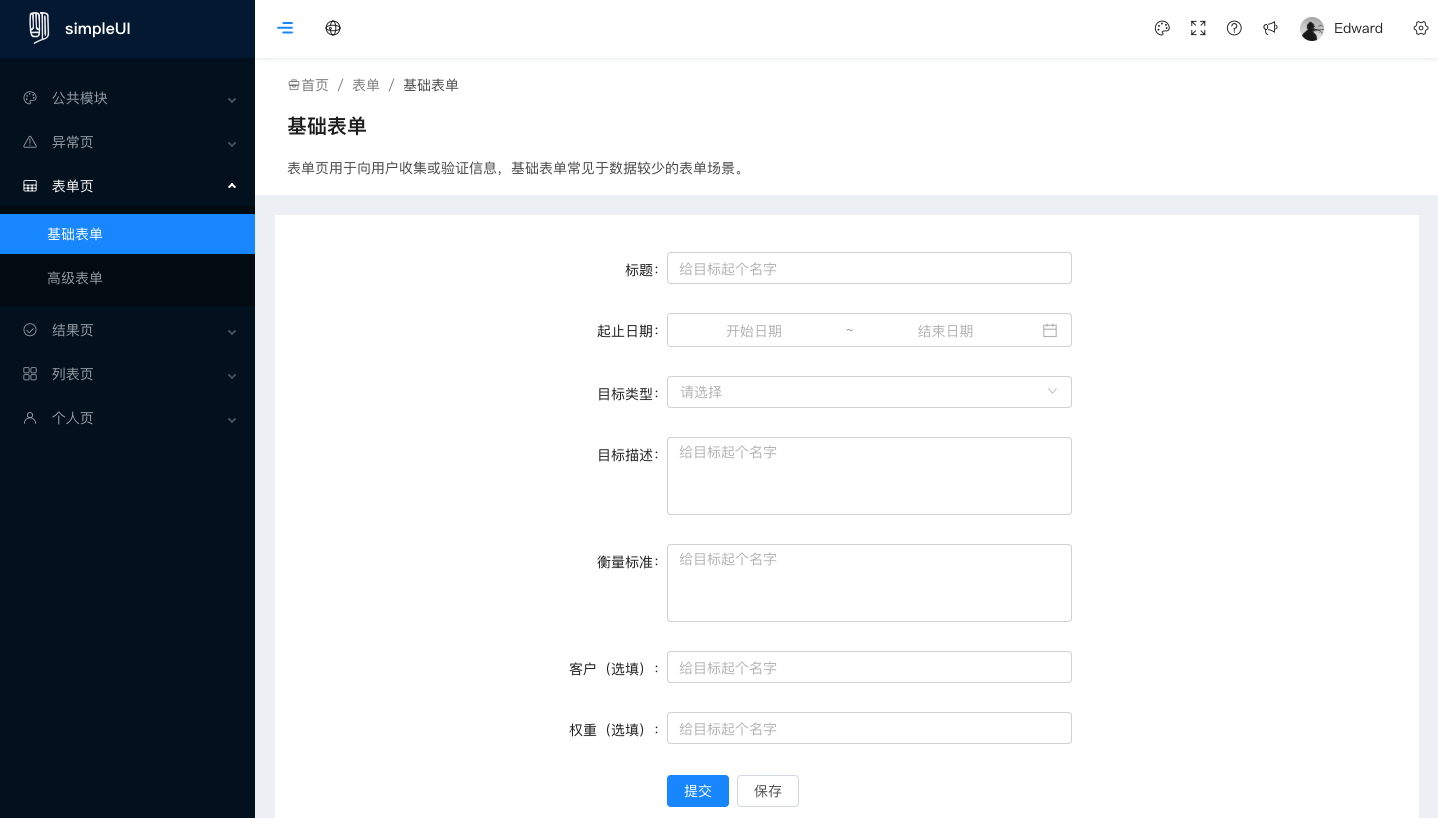 simpleUI
Edward
公共模块
异常页
表单页
基础表单
高级表单
结果页
列表页
个人页
首页 / 表单 / 基础表单
基础表单
表单页用于向用户收集或验证信息，基础表单常见于数据较少的表单场景。
标题： 给目标起个名字
起止日期： 开始日期 ~ 结束日期
目标类型： 请选择
目标描述： 给目标起个名字
衡量标准： 给目标起个名字
客户（选填）： 给目标起个名字
权重（选填）： 给目标起个名字
提交 保存